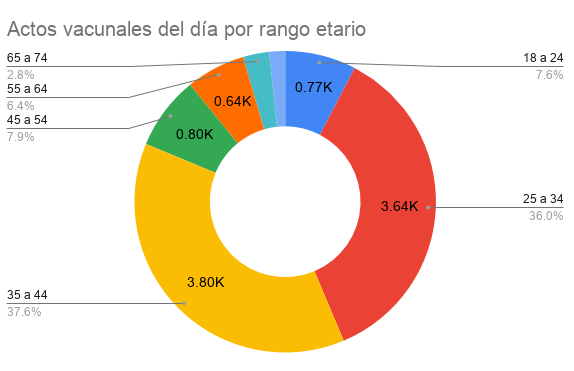 Actos vacunales del día por rango etario
65 a 74
2.8%
55 a 64
6.4%
45 a 54
7.9%
35 a 44
37.6%
18 a 24
7.6%
25 a 34
36.0%
0.77K
0.64K
0.80K
3.64K
3.80K